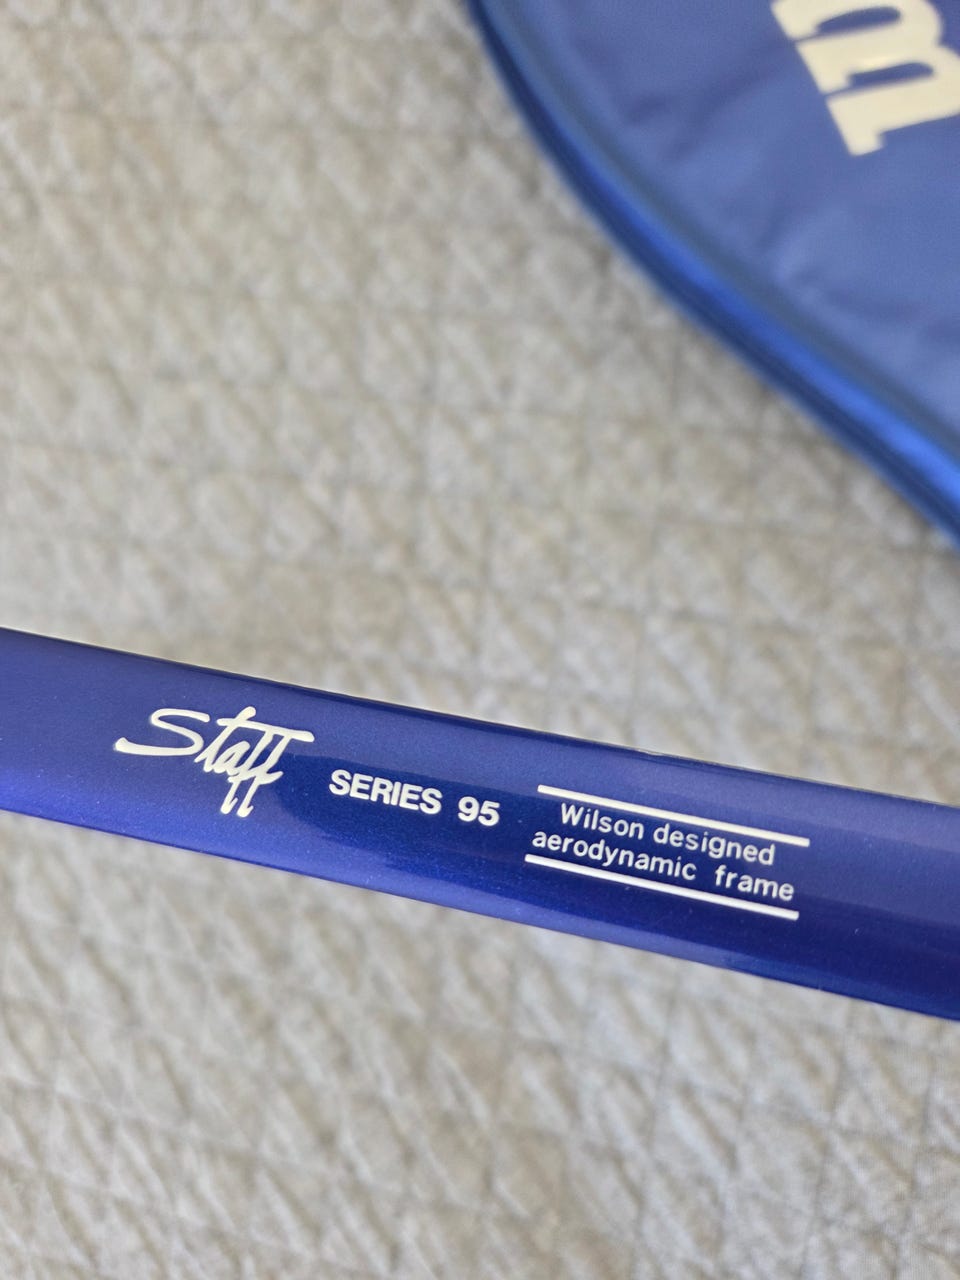 m
Staff SERIES 95
Wilson designed
aerodynamic frame